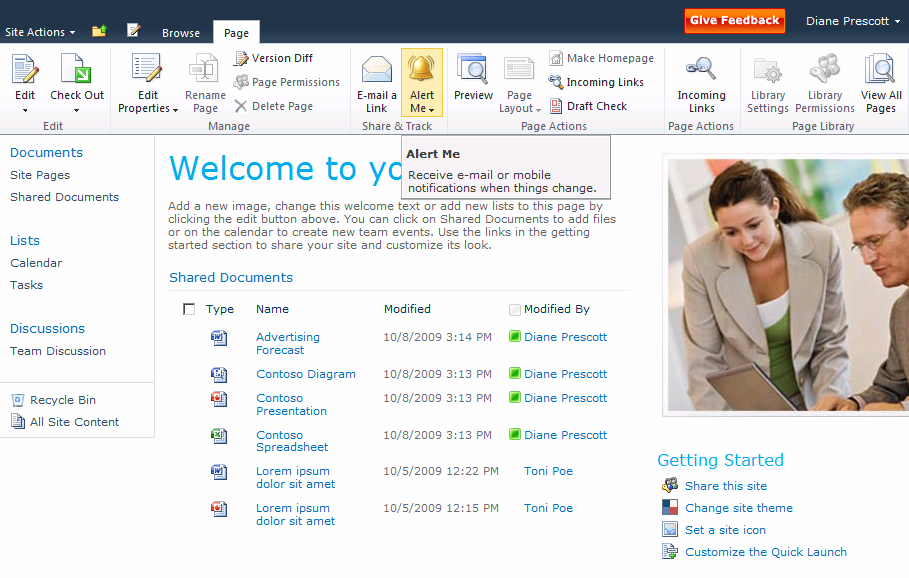 Give Feedback
Diane Prescott
Site Actions
Browse
Page
Edit
Check Out
Edit
Properties
Rename
Page
Version Diff
Page Permissions
Delete Page
E-mail a
Link
Alert
Me
Preview
Page
Layout
Make Homepage
Incoming Links
Draft Check
Incoming
Links
Library
Settings
Library
Permissions
View All
Pages
Edit
Manage
Share & Track
Page Actions
Page Actions
Page Library
Alert Me
Receive e-mail or mobile
notifications when things change.
Documents
Site Pages
Shared Documents
Lists
Calendar
Tasks
Discussions
Team Discussion
Recycle Bin
All Site Content
Welcome to yo
Add a new image, change this welcome text or add new lists to this page by
clicking the edit button above. You can click on Shared Documents to add files
or on the calendar to create new team events. Use the links in the getting
started section to share your site and customize its look.
Shared Documents
Type Name Modified Modified By
Advertising
Forecast
10/8/2009 3:14 PM Diane Prescott
Contoso Diagram 10/8/2009 3:13 PM Diane Prescott
Contoso
Presentation
10/8/2009 3:13 PM Diane Prescott
Contoso
Spreadsheet
10/8/2009 3:13 PM Diane Prescott
Lorem ipsum
dolor sit amet
10/5/2009 12:22 PM Toni Poe
Lorem ipsum
dolor sit amet
10/5/2009 12:15 PM Toni Poe
Getting Started
Share this site
Change site theme
Set a site icon
Customize the Quick Launch